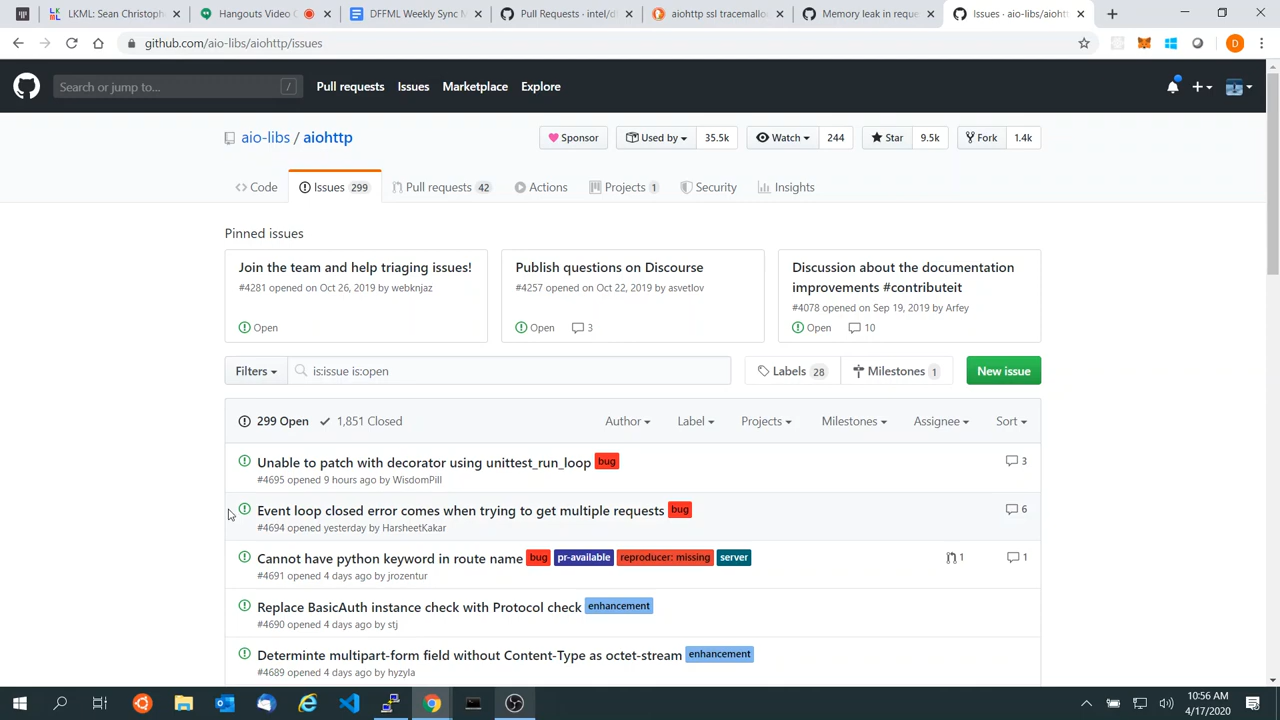 LKML: Sean Christoph
Hangouts Video C
DFFML Weekly Sync M
Pull Requests · intel/d
aiohttp ssl tracemalloc
Memory leak in reque
Issues · aio-libs/aiohtt
github.com/aio-libs/aiohttp/issues
D
Search or jump to... /
Pull requests Issues Marketplace Explore
aio-libs / aiohttp
Sponsor Used by 35.5k Watch 244 Star 9.5k Fork 1.4k
Code Issues 299 Pull requests 42 Actions Projects 1 Security Insights
Pinned issues
Join the team and help triaging issues!
#4281 opened on Oct 26, 2019 by webknjaz
Open
Publish questions on Discourse
#4257 opened on Oct 22, 2019 by asvetlov
Open 3
Discussion about the documentation
improvements #contributeit
#4078 opened on Sep 19, 2019 by Arfey
Open 10
Filters is:issue is:open Labels 28 Milestones 1 New issue
299 Open 1,851 Closed Author Label Projects Milestones Assignee Sort
Unable to patch with decorator using unittest_run_loop bug 3
#4695 opened 9 hours ago by WisdomPill
Event loop closed error comes when trying to get multiple requests bug 6
#4694 opened yesterday by HarsheetKakar
Cannot have python keyword in route name bug pr-available reproducer: missing server 1 1
#4691 opened 4 days ago by jrozentur
Replace BasicAuth instance check with Protocol check enhancement
#4690 opened 4 days ago by stj
Determinte multipart-form field without Content-Type as octet-stream enhancement
#4689 opened 4 days ago by hyzyla
10:56 AM
4/17/2020